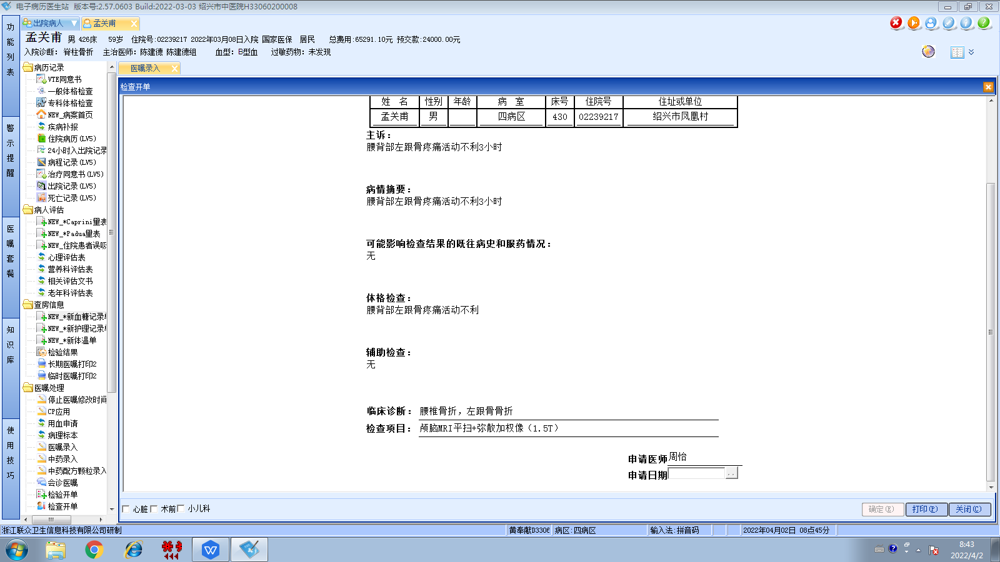 电子病历医生站 版本号:2.57.0603 Build:2022-03-03 绍兴市中医院H33060200008
出院病人
孟关甫
孟关甫 男 426床 59岁 住院号:02239217 2022年03月08日入院 国家医保 居民 总费用:65291.10元 预交款:24000.00元
入院诊断: 脊柱骨折 主治医师: 陈建德 陈建德组 血型: B型血 过敏药物: 未发现
功能列表
警示提醒
医嘱套餐
知识库
使用技巧
病历记录
VTE同意书
一般体格检查
专科体格检查
NEW_病案首页
疾病补报
住院病历(LV5)
24小时入出院记录
病程记录(LV5)
治疗同意书(LV5)
出院记录(LV5)
死亡记录(LV5)
病人评估
NEW_*Caprini量表
NEW_*Padua量表
NEW_住院患者误吸
心理评估表
营养科评估表
相关评估文书
老年科评估表
查房信息
NEW_*新血糖记录单
NEW_*新护理记录单
NEW_*新体温单
检验结果
长期医嘱打印2
临时医嘱打印2
医嘱处理
停止医嘱修改时间
CP应用
用血申请
病理标本
医嘱录入
中药录入
中药配方颗粒录入
会诊医嘱
检验开单
检查开单
医嘱录入
检查开单
姓 名 性别 年龄 病 室 床号 住院号 住址或单位
孟关甫 男 四病区 430 02239217 绍兴市凤凰村
主诉:
腰背部左跟骨疼痛活动不利3小时
病情摘要:
腰背部左跟骨疼痛活动不利3小时
可能影响检查结果的既往病史和服药情况:
无
体格检查:
腰背部左跟骨疼痛活动不利
辅助检查:
无
临床诊断: 腰椎骨折，左跟骨骨折
检查项目: 颅脑MRI平扫+弥散加权像（1.5T）
申请医师 周怡
申请日期 ..
心脏 术前 小儿科
确定(E) 打印(P) 关闭(C)
浙江联众卫生信息科技有限公司研制 黄奉献D3306 病区: 四病区 输入法:拼音码 2022年04月02日 08点45分
8:43
2022/4/2